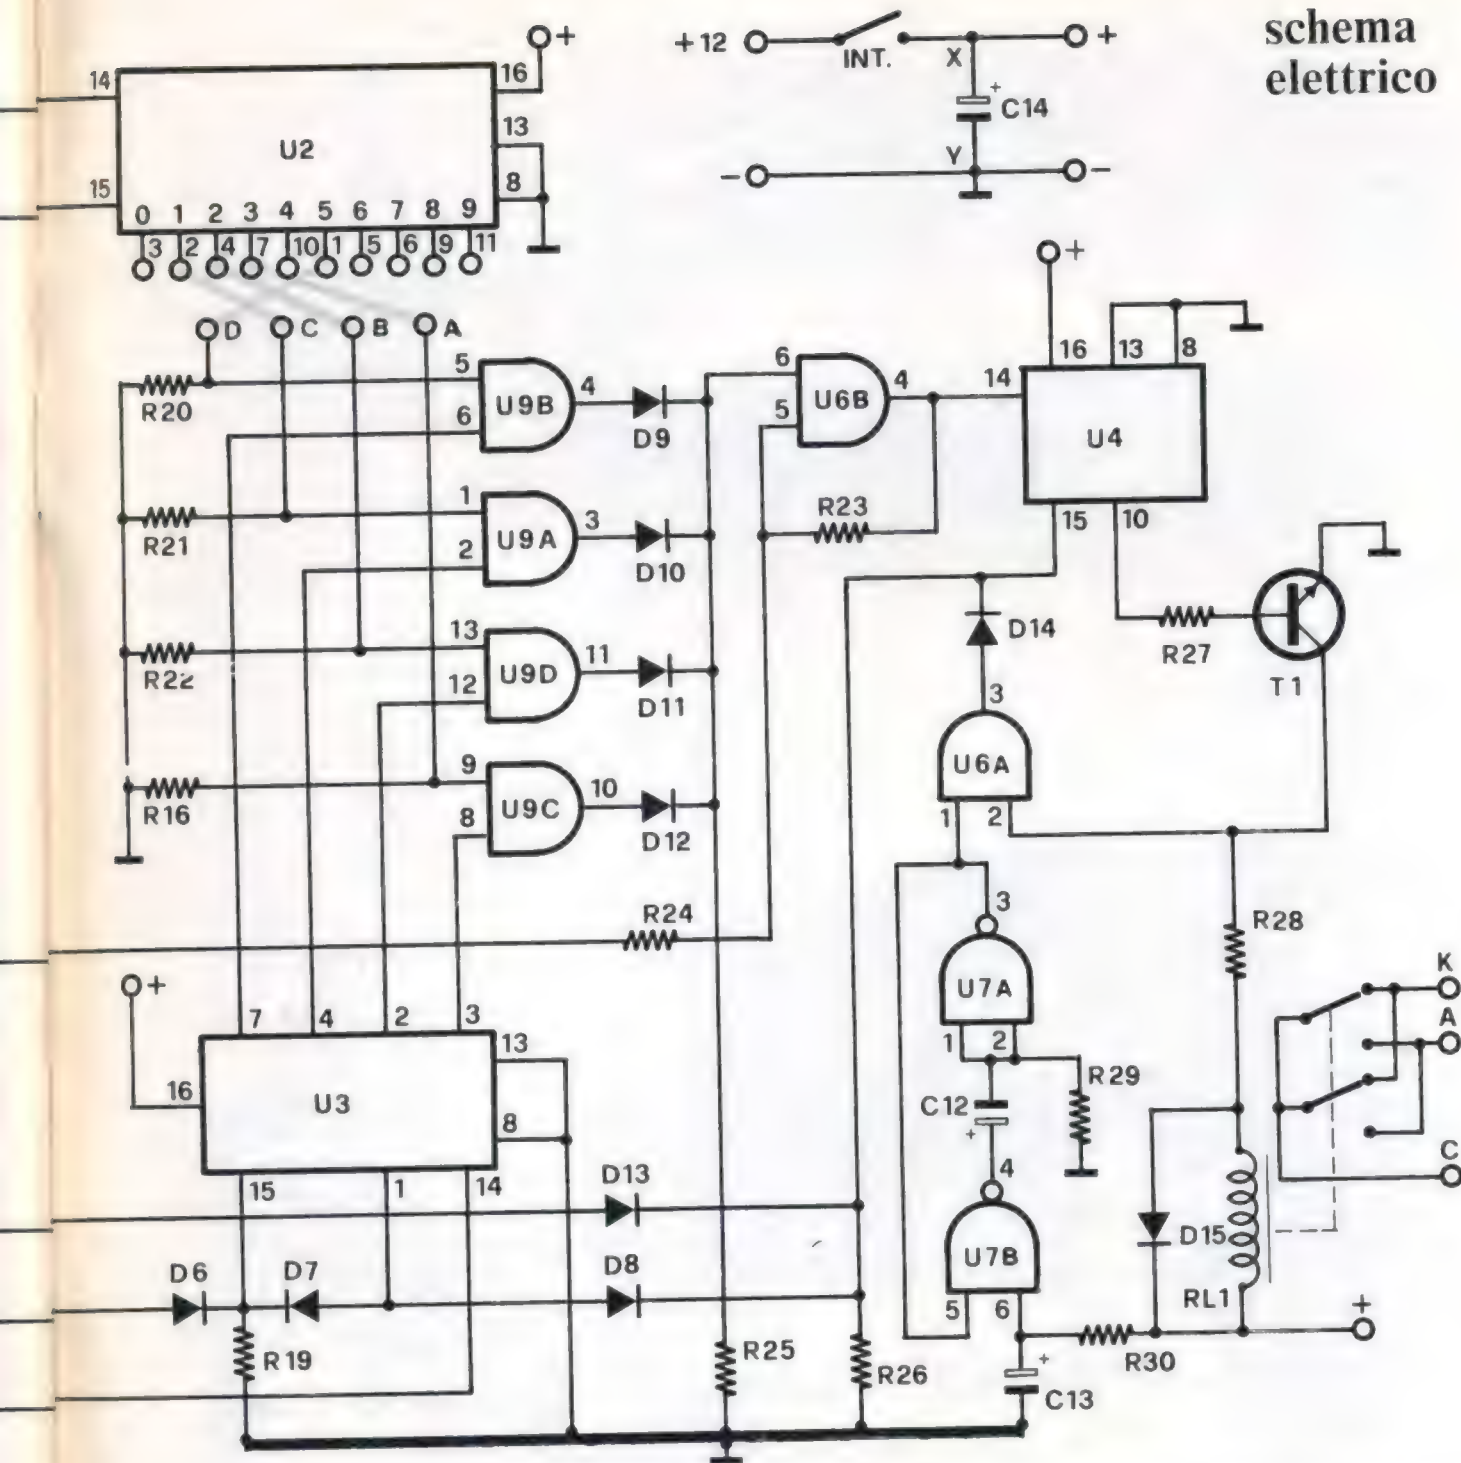 schema
elettrico
+12
INT.
X
+
+
C14
Y
-
-
14
15
U2
16
+
13
8
0 1 2 3 4 5 6 7 8 9
3 2 4 7 10 1 5 6 9 11
D C B A
R20
5
6
U9B
4
D9
R21
1
2
U9A
3
D10
R22
13
12
U9D
11
D11
R16
9
8
U9C
10
D12
6
5
U6B
4
R23
+
16 13 8
14
U4
15 10
R27
T1
D14
3
U6A
1 2
R24
3
U7A
1 2
R28
R29
C12
+
4
U7B
5 6
K
A
C
D15
RL1
+
R30
+
C13
+
7 4 2 3
13
16
U3
8
15 1 14
D13
D6 D7 D8
R19
R25
R26